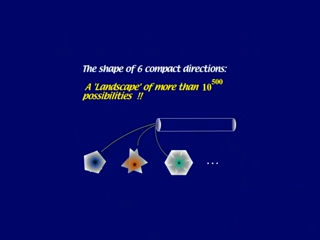 The shape of 6 compact directions:
A 'Landscape' of more than 10^500
possibilities !!
...